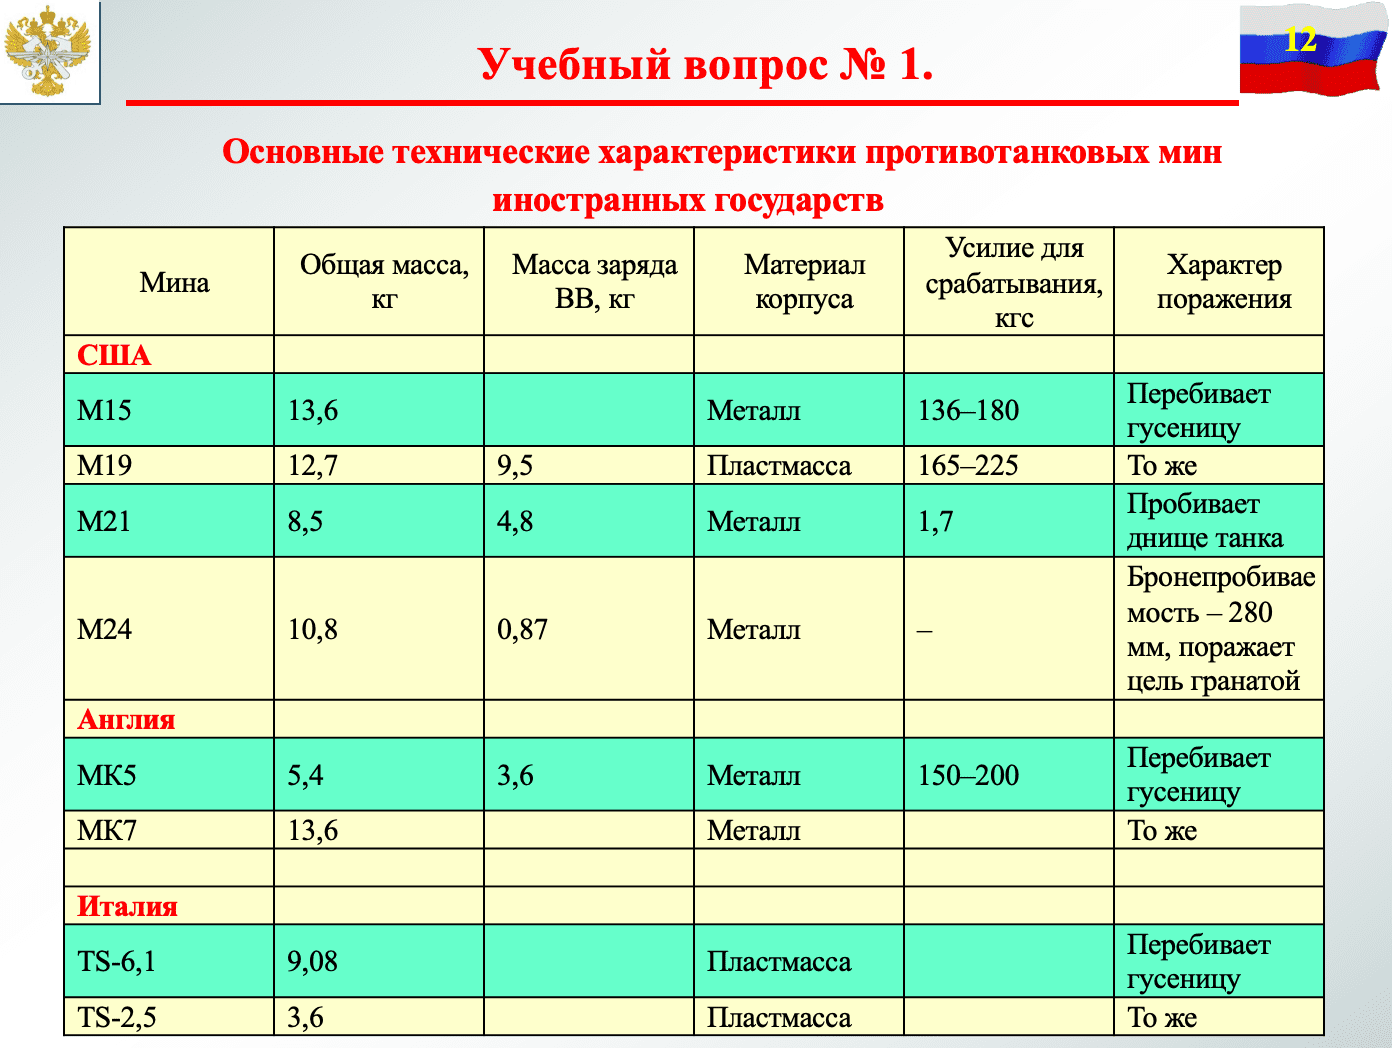 12
Учебный вопрос № 1.
Основные технические характеристики противотанковых мин
иностранных государств
Мина
Общая масса,
кг
Масса заряда
ВВ, кг
Материал
корпуса
Усилие для
срабатывания,
кгс
Характер
поражения
США
М15
13,6
Металл
136–180
Перебивает
гусеницу
М19
12,7
9,5
Пластмасса
165–225
То же
М21
8,5
4,8
Металл
1,7
Пробивает
днище танка
М24
10,8
0,87
Металл
–
Бронепробивае
мость – 280
мм, поражает
цель гранатой
Англия
МК5
5,4
3,6
Металл
150–200
Перебивает
гусеницу
МК7
13,6
Металл
То же
Италия
TS-6,1
9,08
Пластмасса
Перебивает
гусеницу
TS-2,5
3,6
Пластмасса
То же